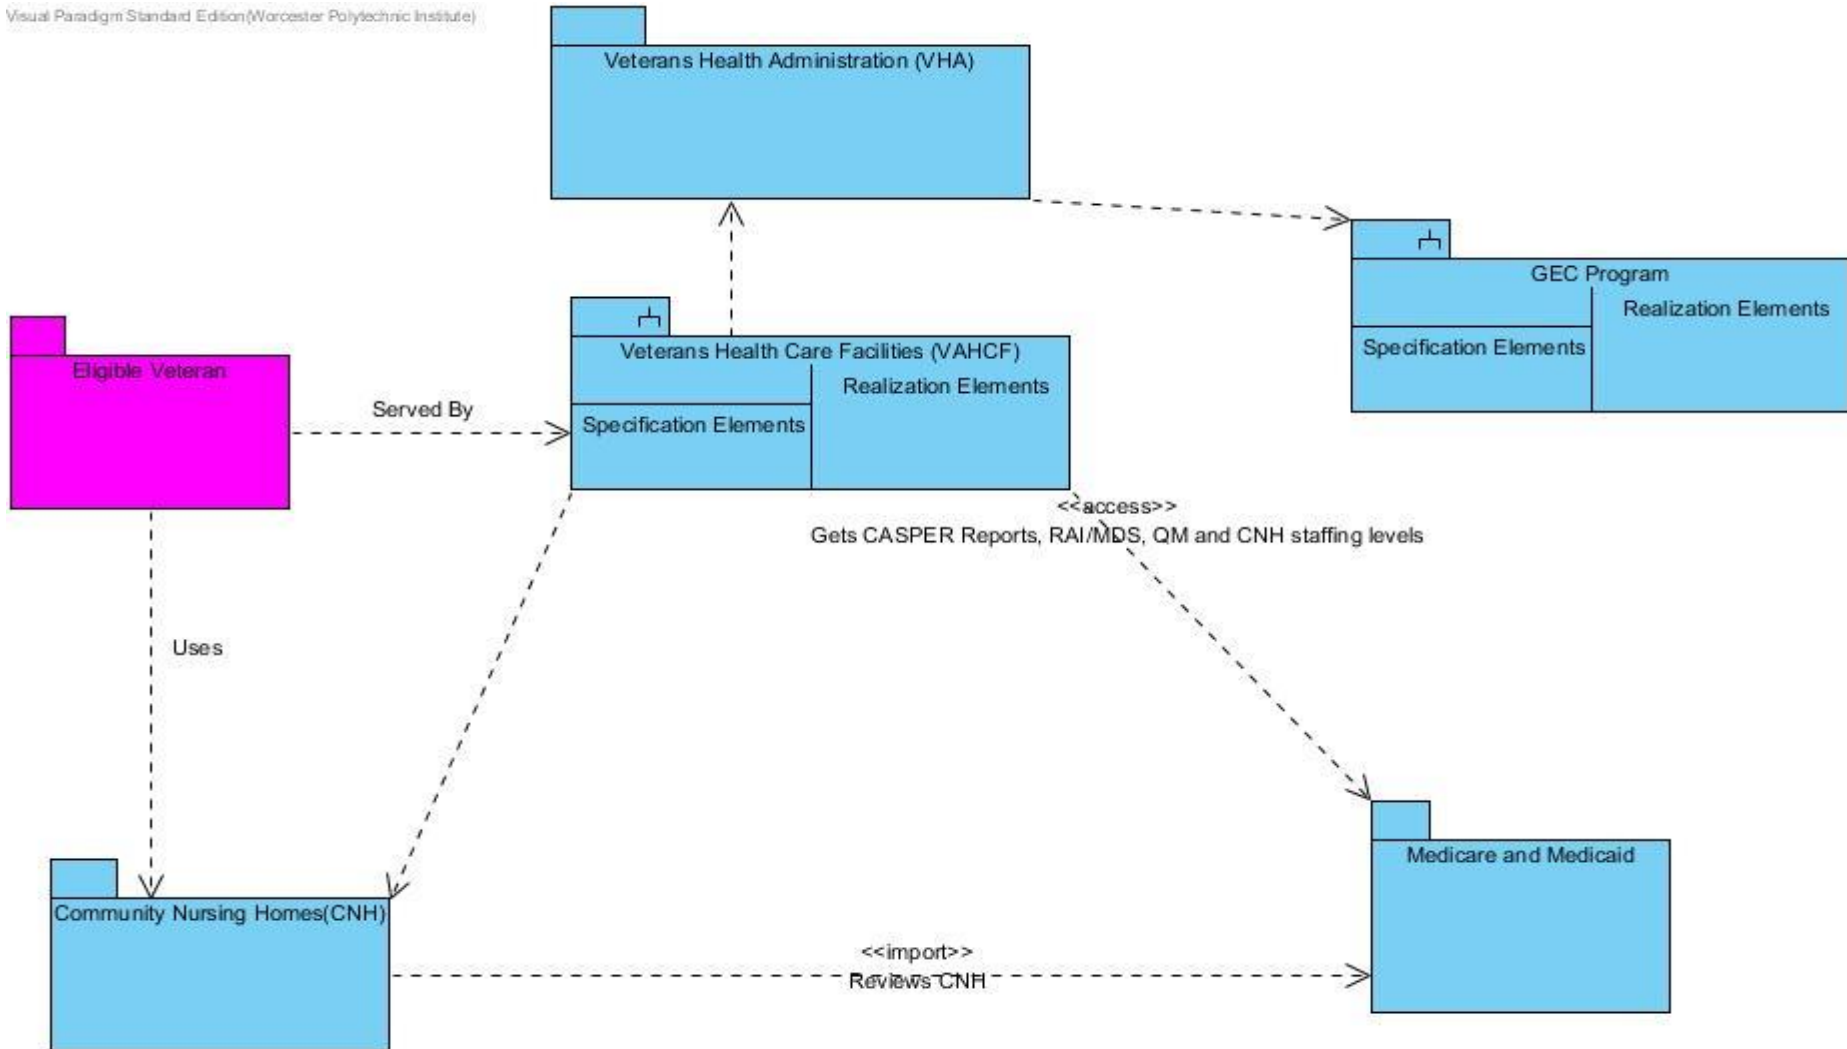 Visual Paradigm Standard Edition(Worcester Polytechnic Institute)
Veterans Health Administration (VHA)
GEC Program
Realization Elements
Specification Elements
Veterans Health Care Facilities (VAHCF)
Realization Elements
Specification Elements
Eligible Veteran
Served By
<<access>>
Gets CASPER Reports, RAI/MDS, QM and CNH staffing levels
Uses
Medicare and Medicaid
Community Nursing Homes(CNH)
<<import>>
Reviews CNH